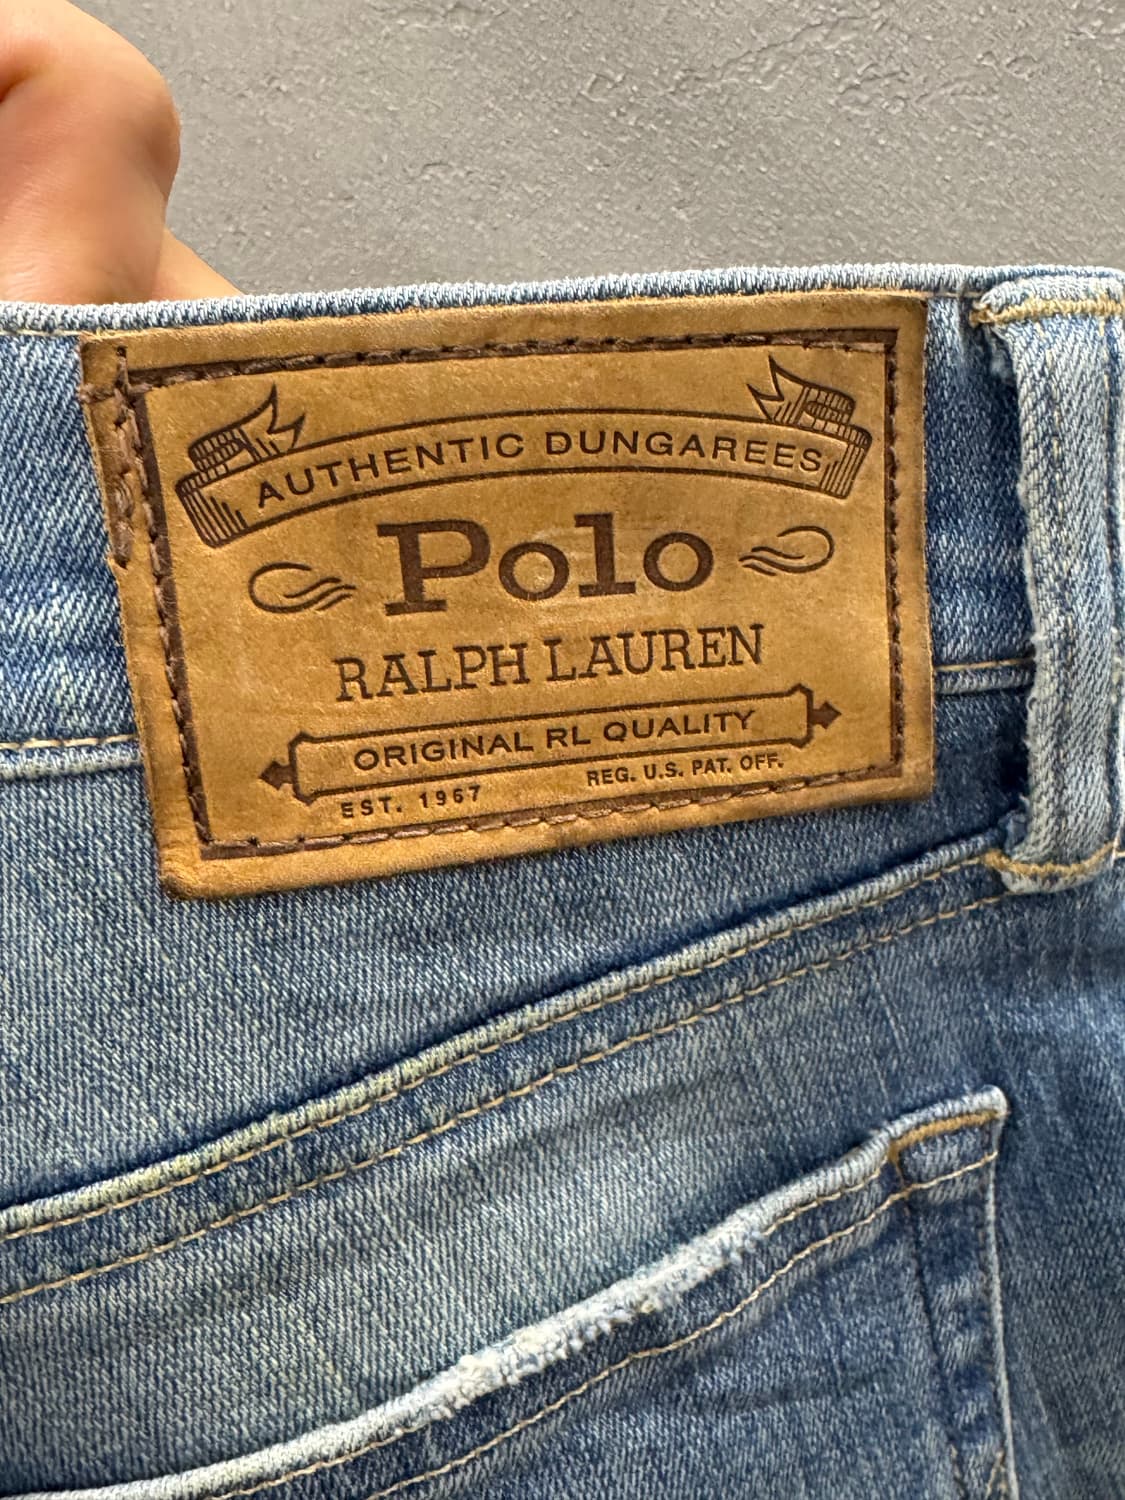 AUTHENTIC DUNGAREES
Polo
RALPH LAUREN
ORIGINAL RL QUALITY
EST. 1967 REG. U.S. PAT. OFF.